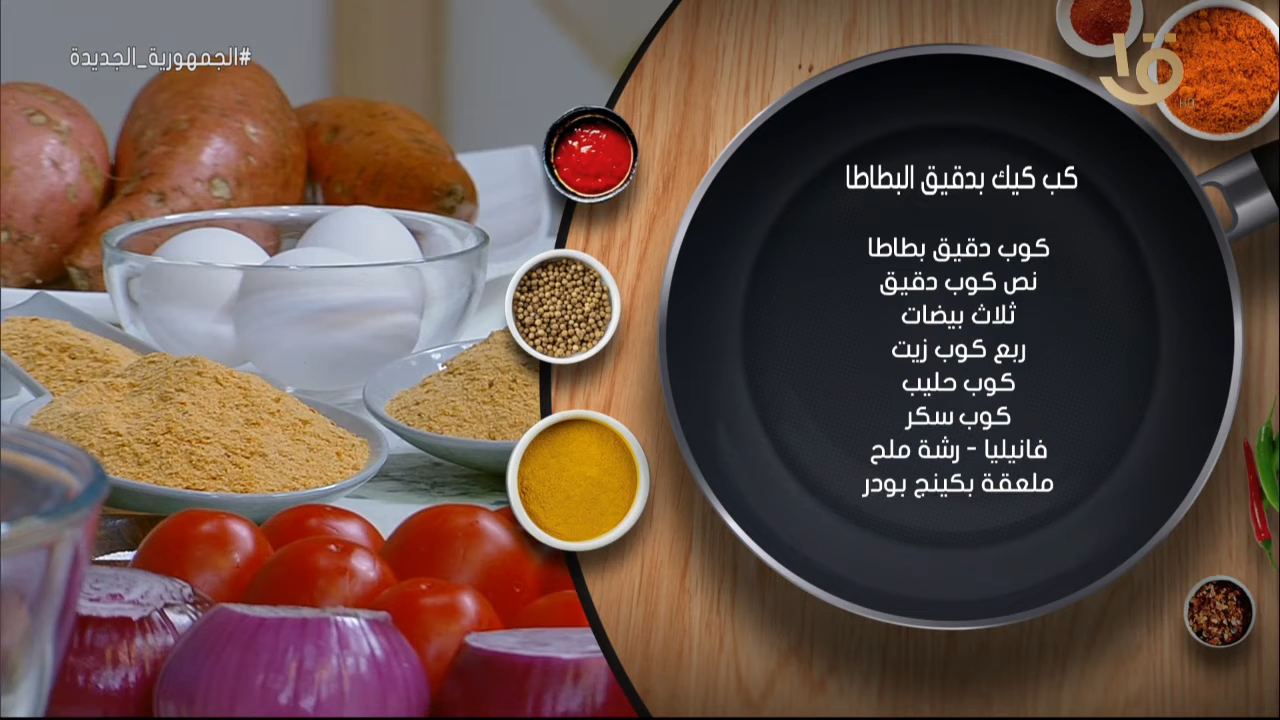 #الجمهورية_الجديدة
HD
كب كيك بدقيق البطاطا
كوب دقيق بطاطا
نص كوب دقيق
ثلاث بيضات
ربع كوب زيت
كوب حليب
كوب سكر
فانيليا - رشة ملح
ملعقة بكينج بودر